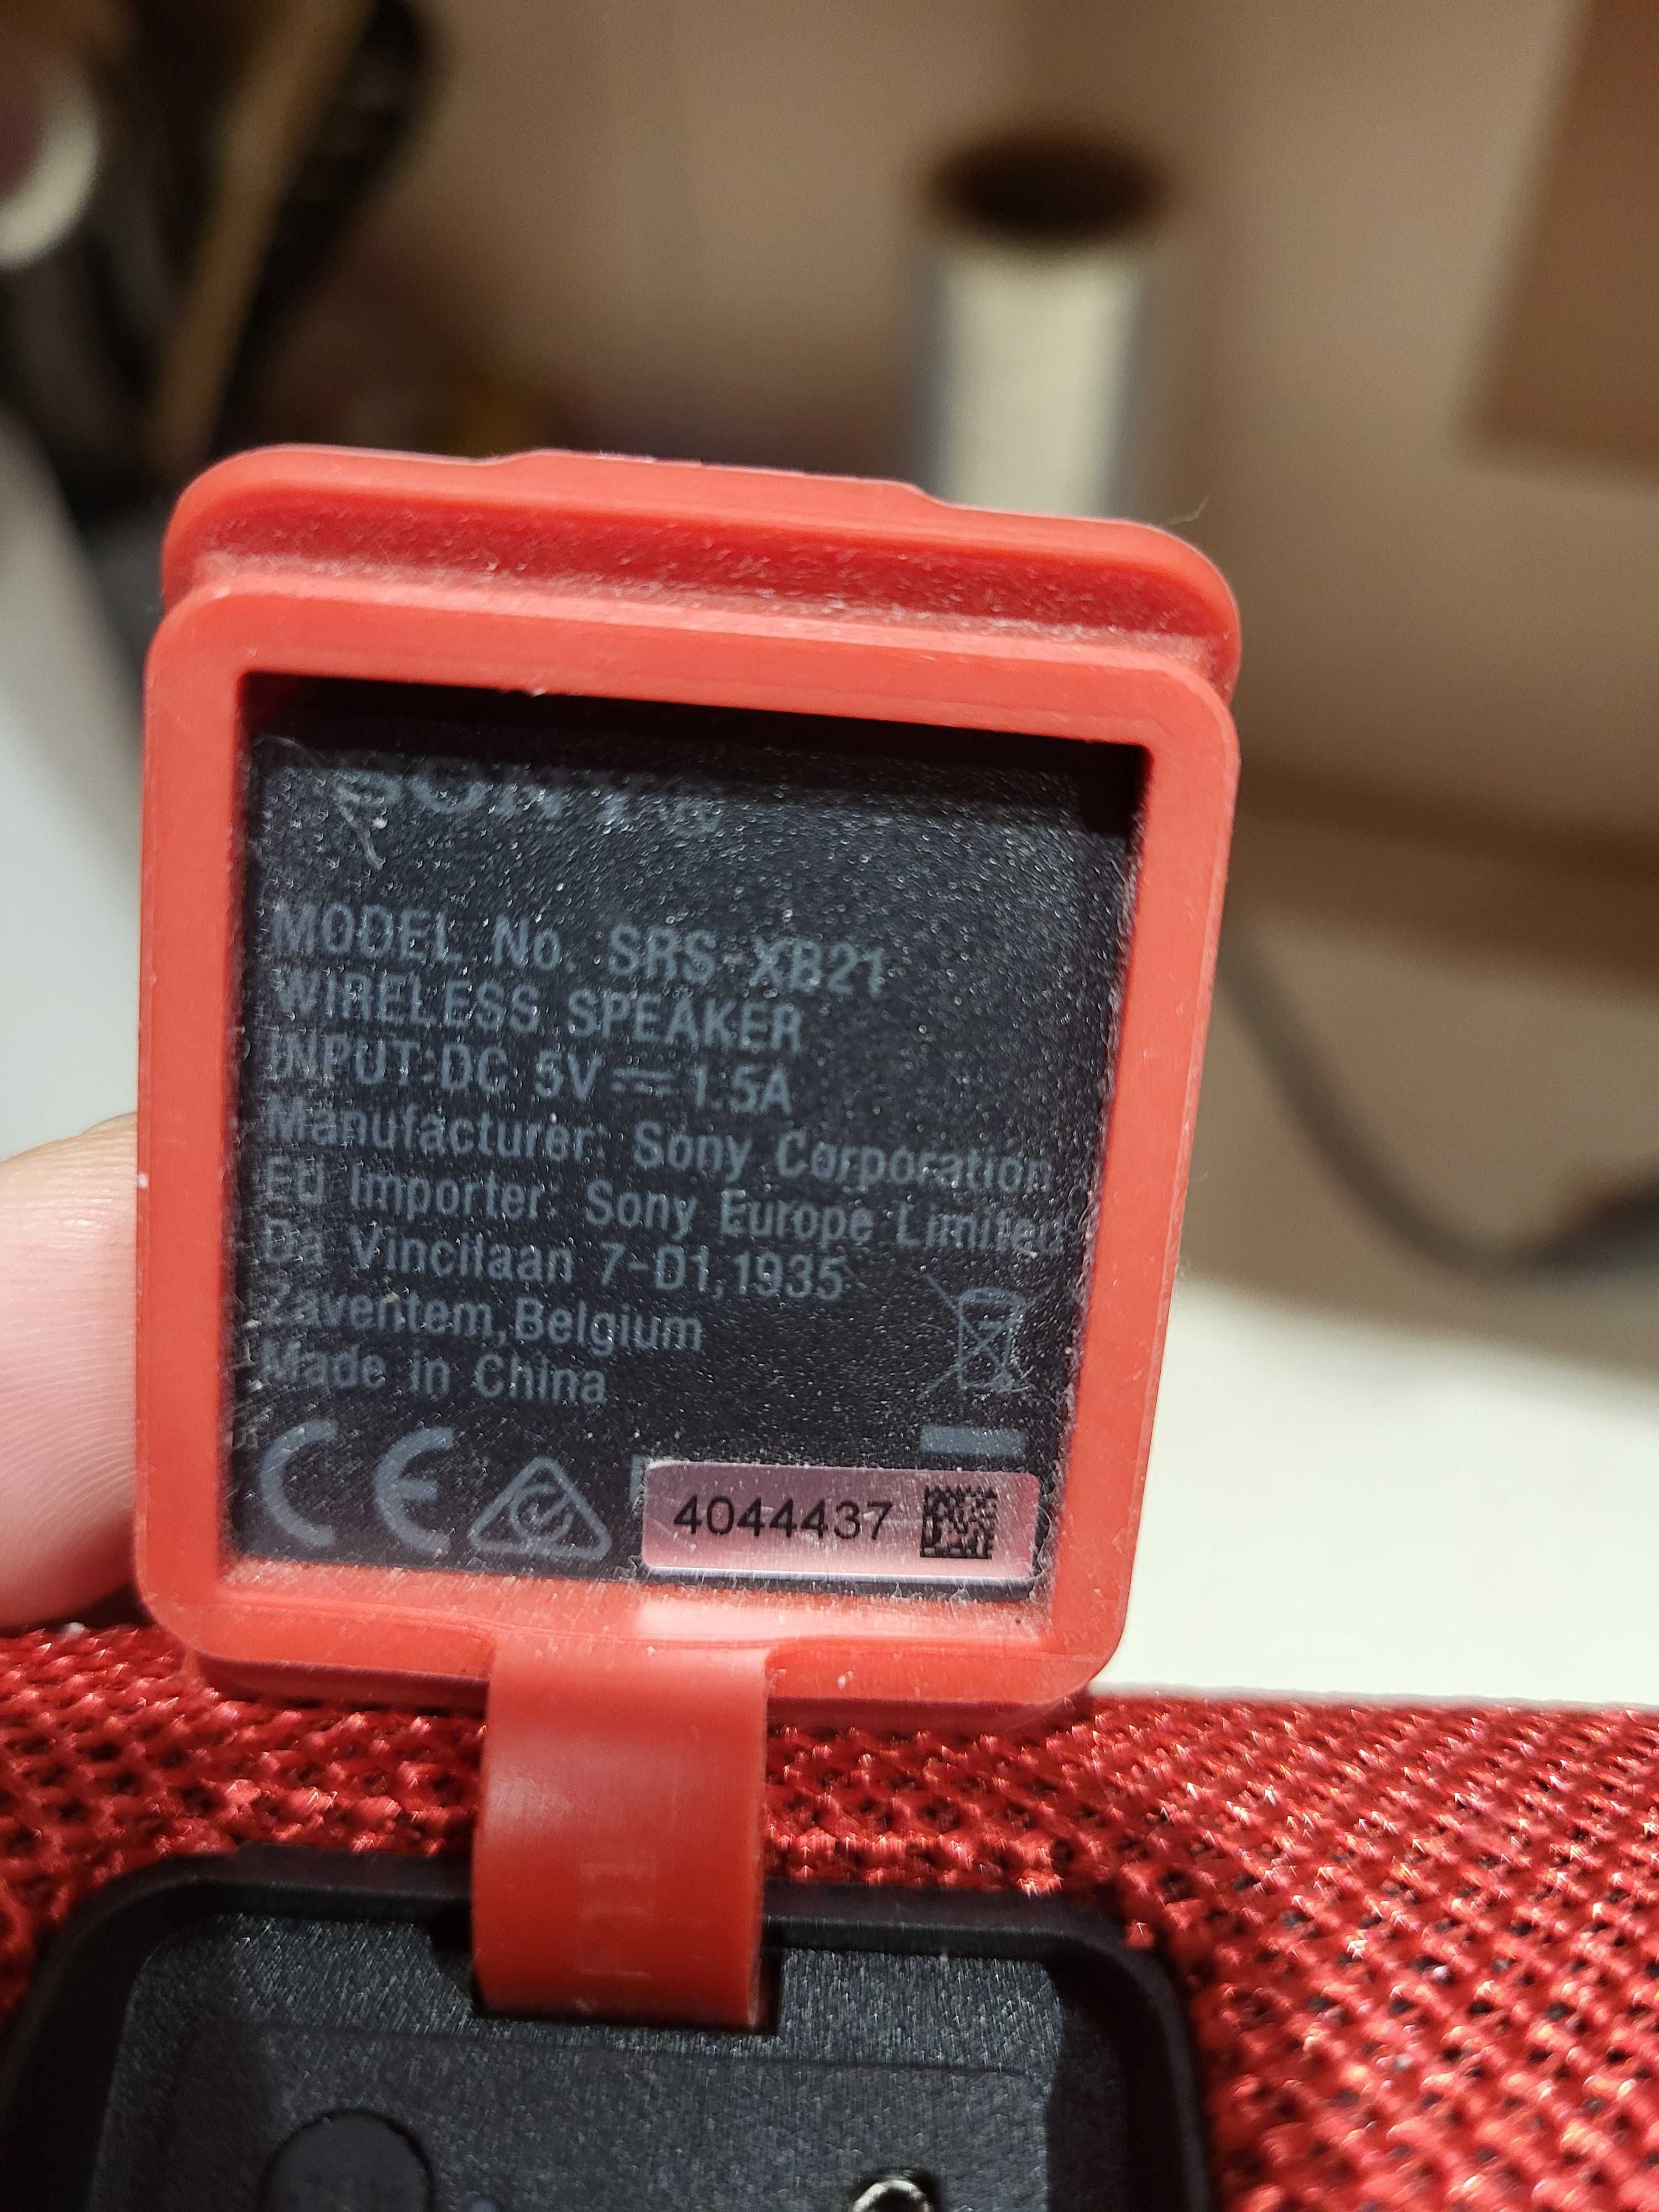 SONY
MODEL No. SRS-XB21
WIRELESS SPEAKER
INPUT:DC 5V ⎓ 1.5A
Manufacturer: Sony Corporation
EU Importer: Sony Europe Limited
Da Vincilaan 7-D1,1935
Zaventem,Belgium
Made in China
CE
4044437